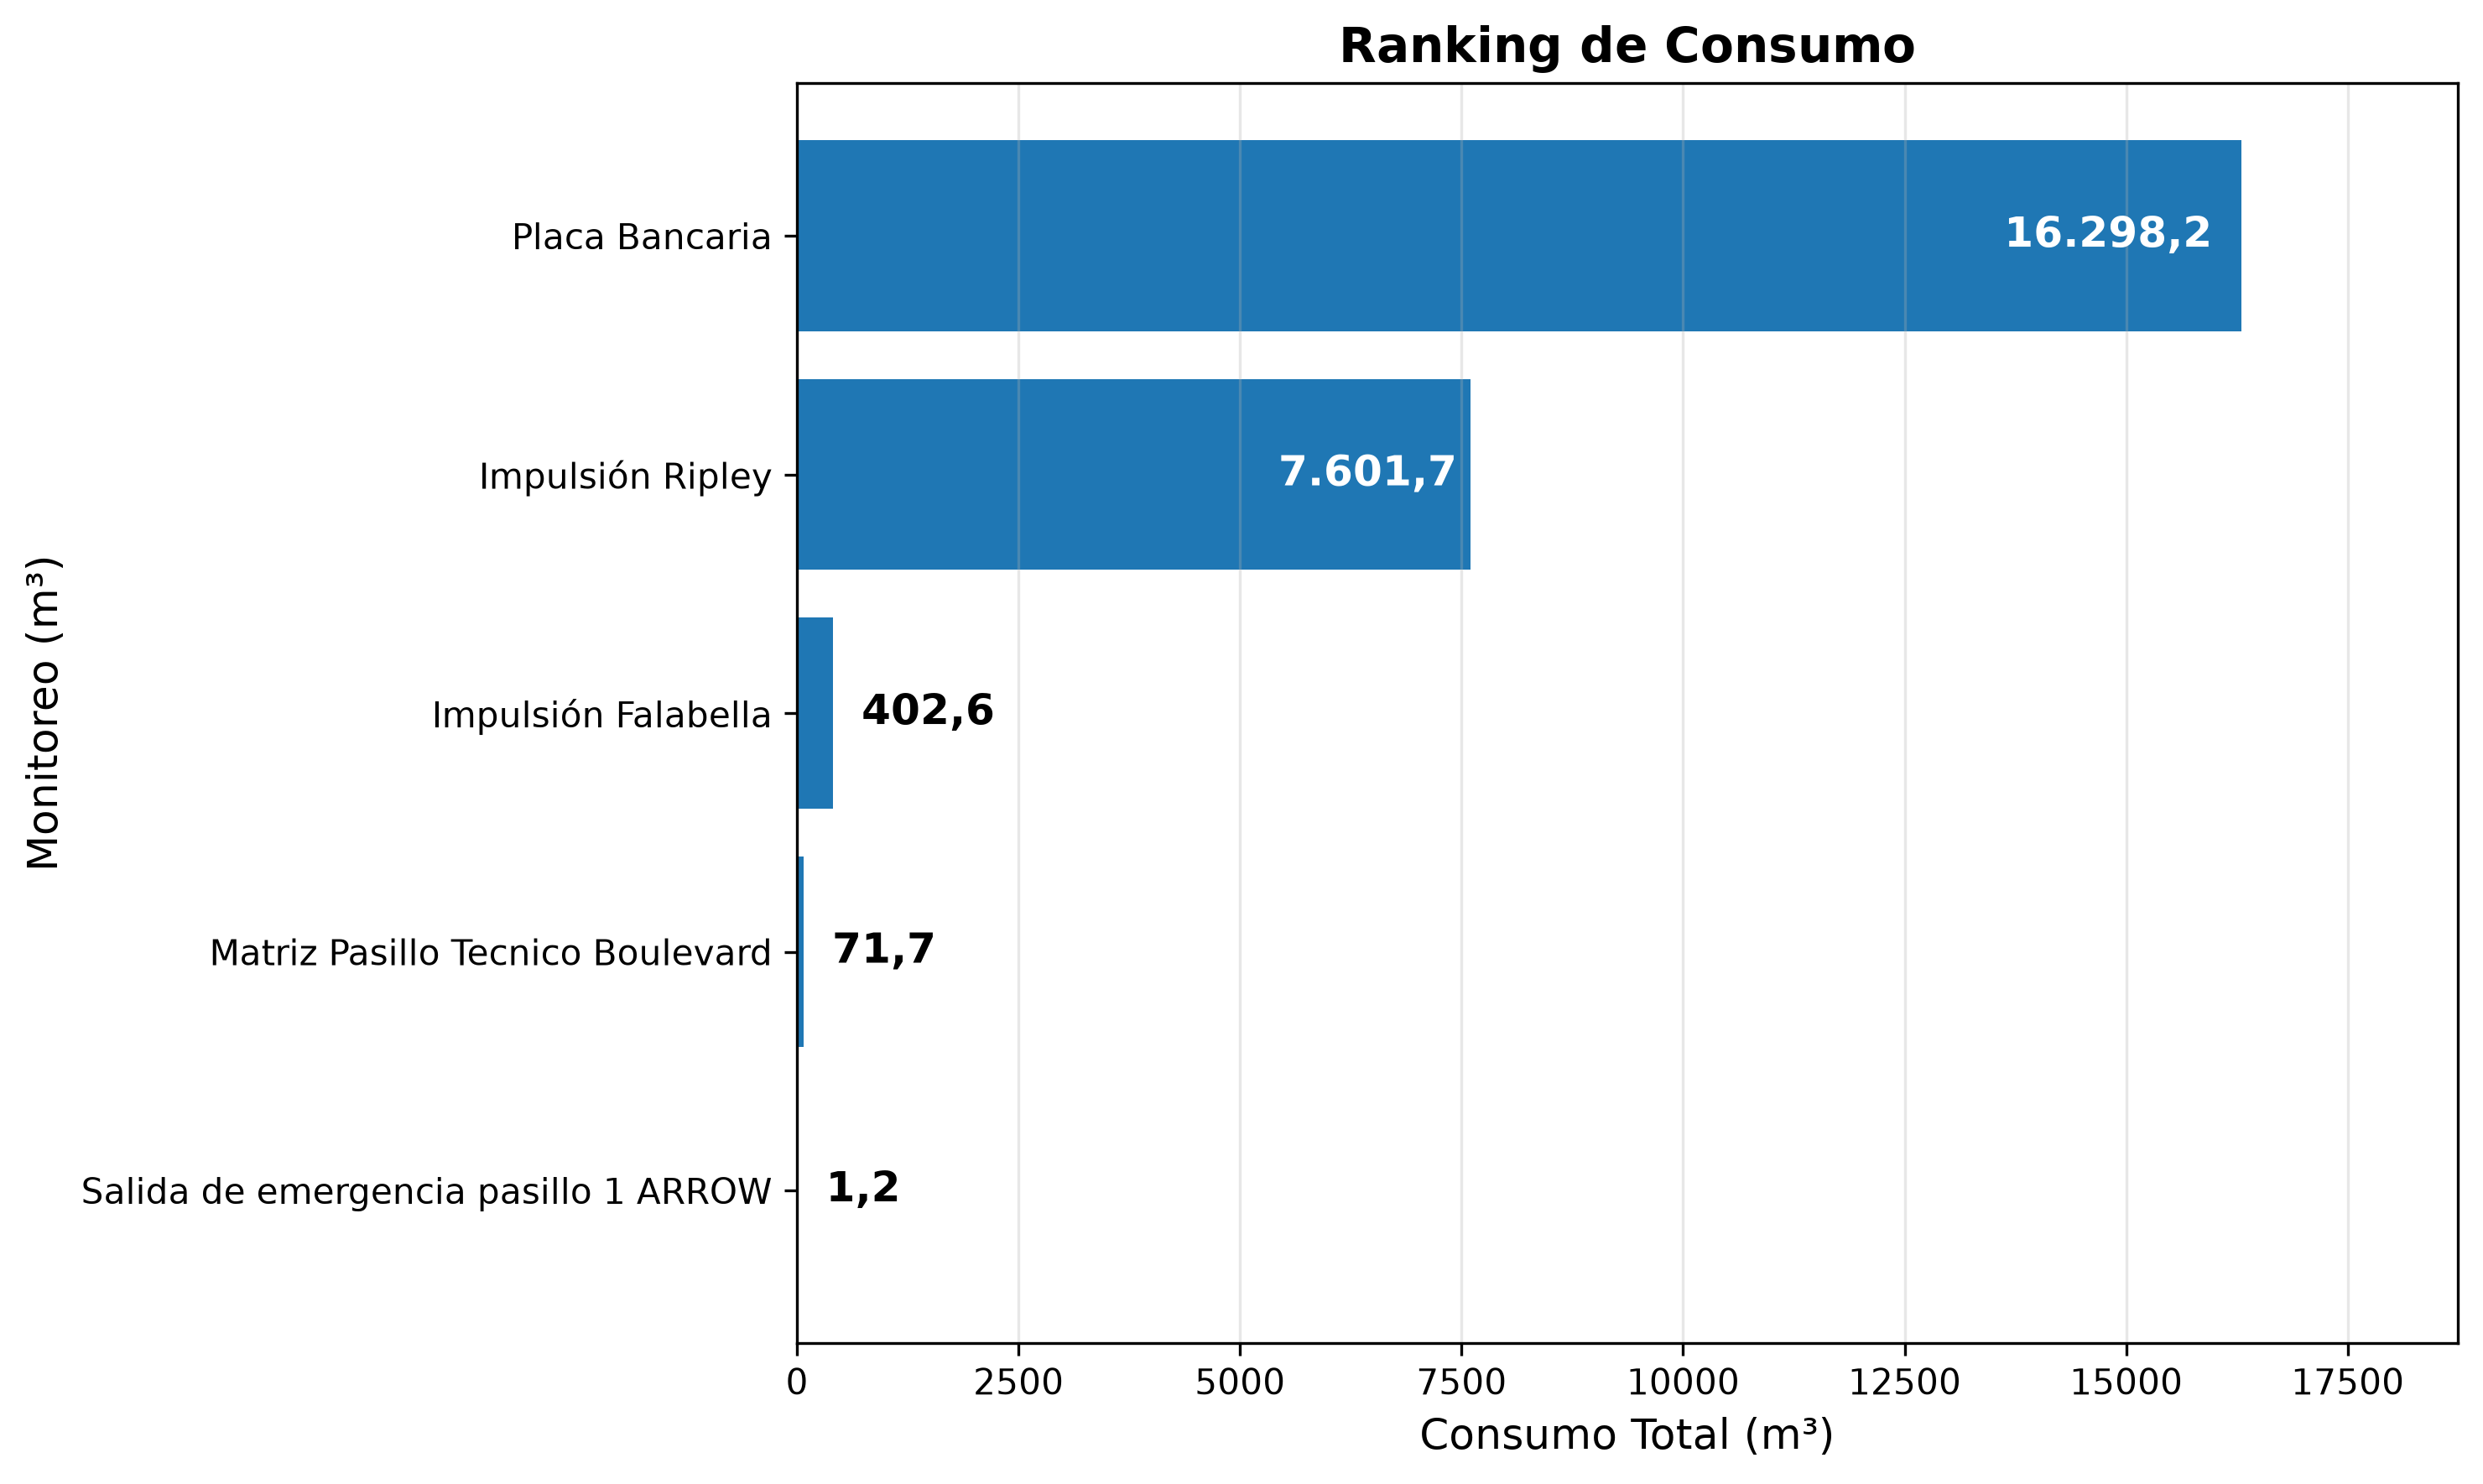 Ranking de Consumo
Placa Bancaria
16.298,2
Impulsión Ripley
7.601,7
Impulsión Falabella
402,6
Matriz Pasillo Tecnico Boulevard
71,7
Salida de emergencia pasillo 1 ARROW
1,2
Monitoreo (m³)
0 2500 5000 7500 10000 12500 15000 17500
Consumo Total (m³)